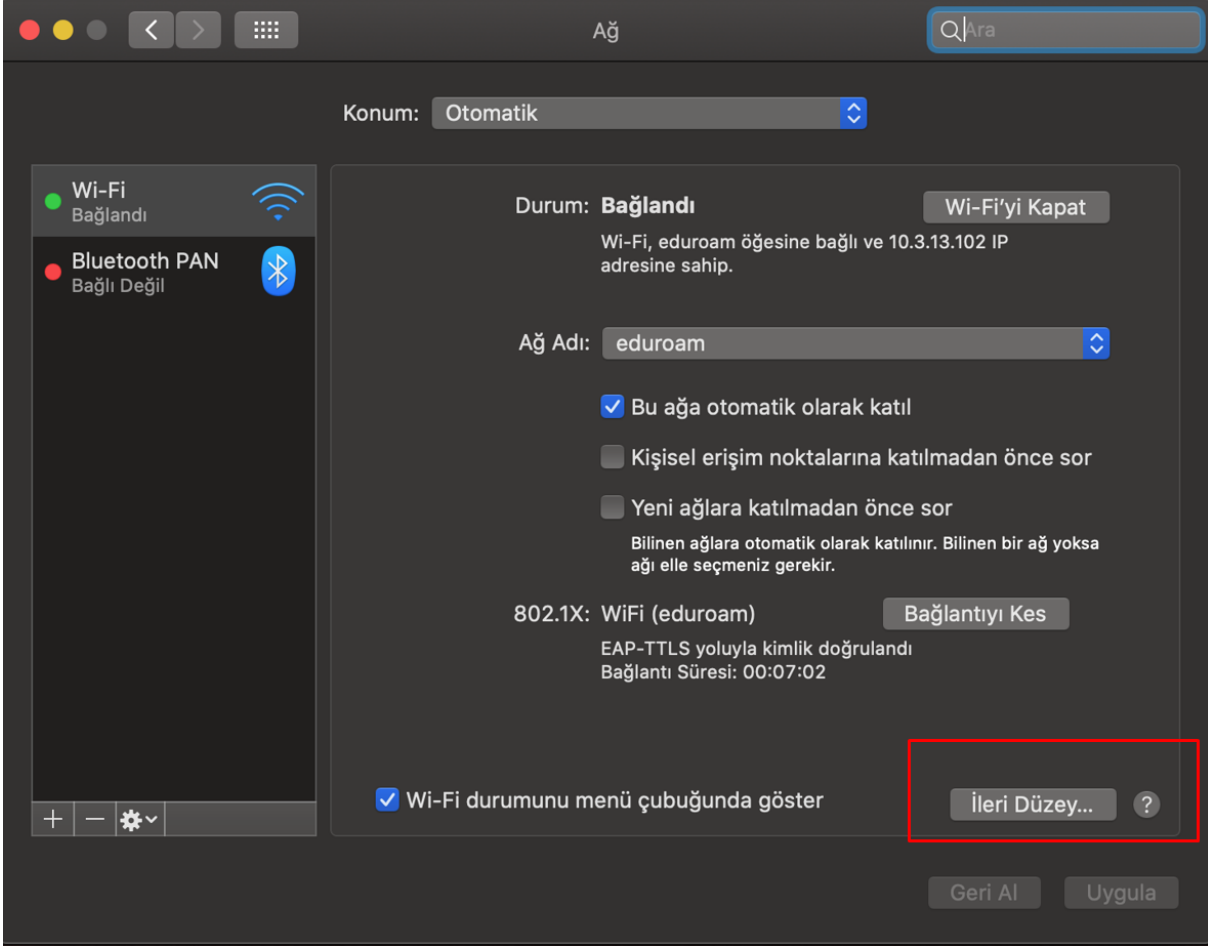 Ağ
Ara
Konum: Otomatik
Wi-Fi
Bağlandı
Bluetooth PAN
Bağlı Değil
Durum: Bağlandı
Wi-Fi'yi Kapat
Wi-Fi, eduroam öğesine bağlı ve 10.3.13.102 IP
adresine sahip.
Ağ Adı: eduroam
Bu ağa otomatik olarak katıl
Kişisel erişim noktalarına katılmadan önce sor
Yeni ağlara katılmadan önce sor
Bilinen ağlara otomatik olarak katılınır. Bilinen bir ağ yoksa
ağı elle seçmeniz gerekir.
802.1X: WiFi (eduroam)
Bağlantıyı Kes
EAP-TTLS yoluyla kimlik doğrulandı
Bağlantı Süresi: 00:07:02
Wi-Fi durumunu menü çubuğunda göster
İleri Düzey...
?
Geri Al
Uygula